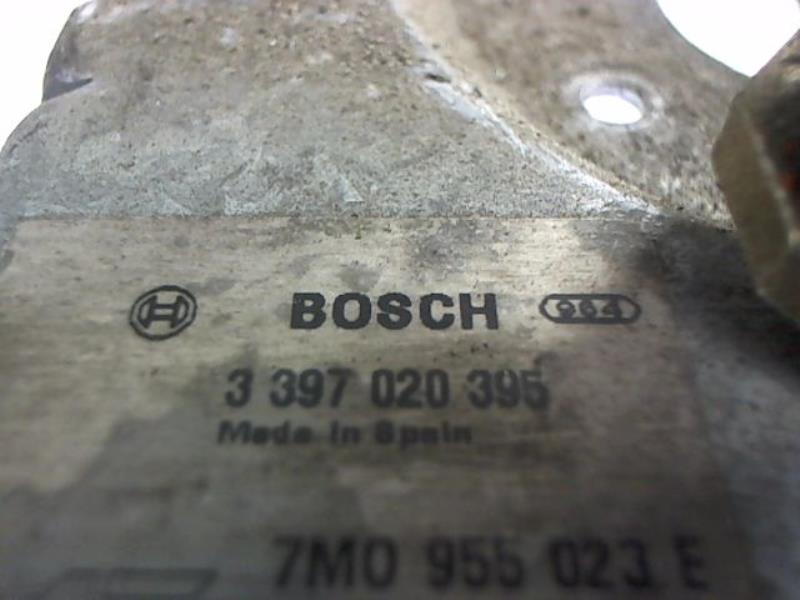 BOSCH 964
3 397 020 395
Made in Spain
7M0 955 023 E